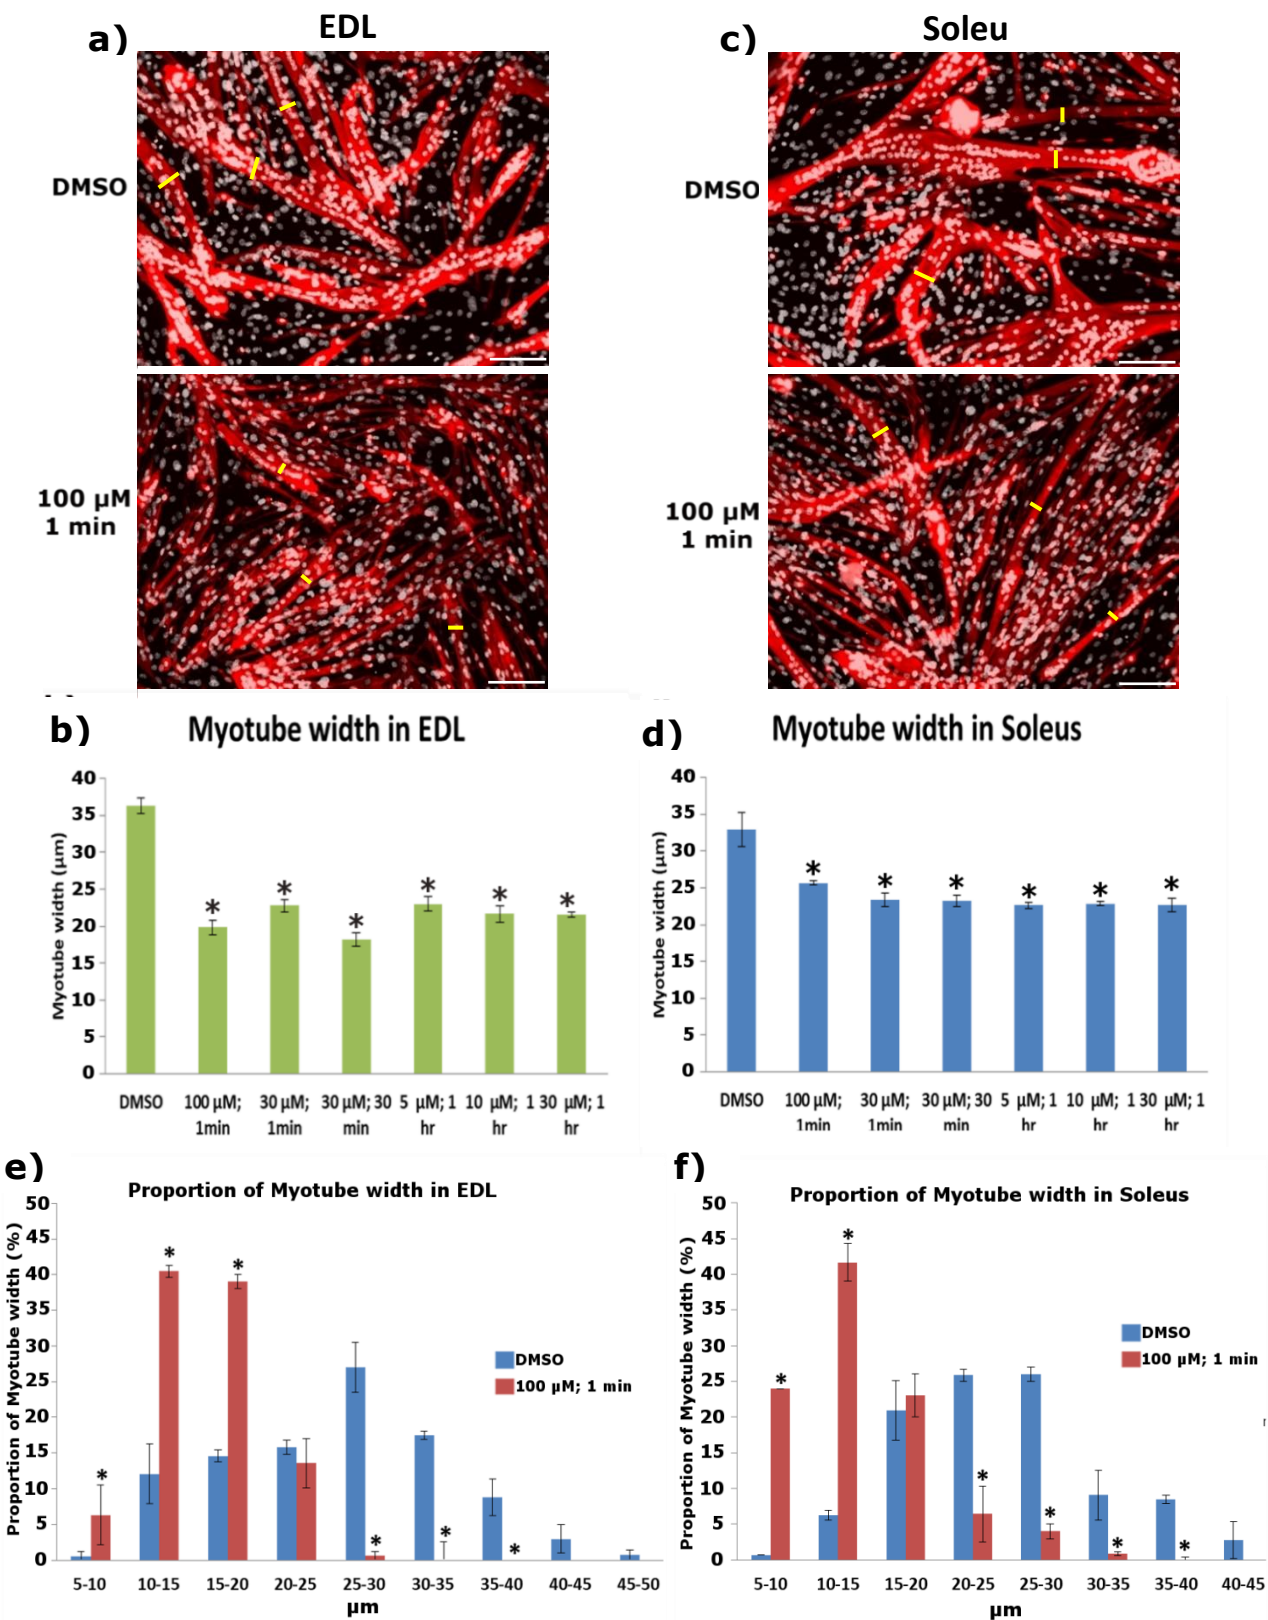 a)
EDL
c)
Soleu
DMSO
DMSO
100 µM
1 min
100 µM
1 min
b)
Myotube width in EDL
d)
Myotube width in Soleus
Myotube width (µm)
40
35
30
25
20
15
10
5
0
* * * * * *
DMSO 100 µM; 30 µM; 30 µM; 30 5 µM; 1 10 µM; 1 30 µM; 1
1min 1min min hr hr hr
Myotube width (µm)
40
35
30
25
20
15
10
5
0
* * * * * *
DMSO 100 µM; 30 µM; 30 µM; 30 5 µM; 1 10 µM; 1 30 µM; 1
1min 1min min hr hr hr
e)
Proportion of Myotube width in EDL
Proportion of Myotube width (%)
50
45
40
35
30
25
20
15
10
5
0
* * * * * *
DMSO
100 µM; 1 min
5-10 10-15 15-20 20-25 25-30 30-35 35-40 40-45 45-50
µm
f)
Proportion of Myotube width in Soleus
Proportion of Myotube width (%)
50
45
40
35
30
25
20
15
10
5
0
* * * * * *
DMSO
100 µM; 1 min
5-10 10-15 15-20 20-25 25-30 30-35 35-40 40-45
µm